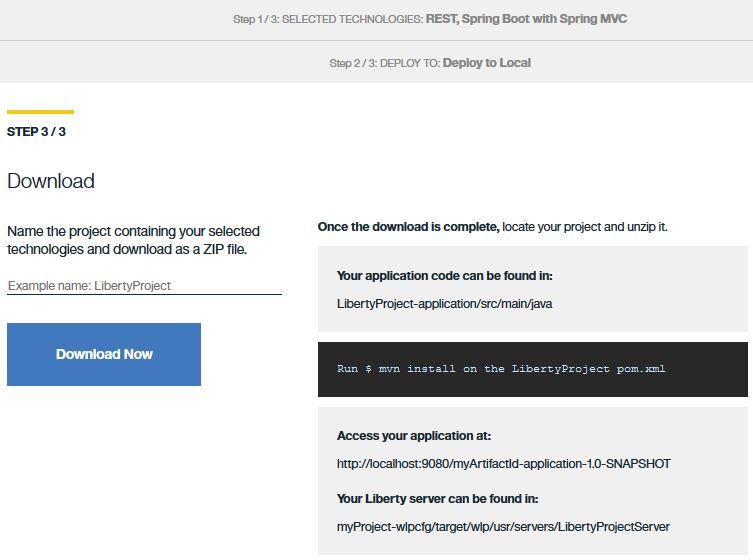 Step 1 / 3: SELECTED TECHNOLOGIES: REST, Spring Boot with Spring MVC
Step 2 / 3: DEPLOY TO: Deploy to Local
STEP 3 / 3
Download
Name the project containing your selected
technologies and download as a ZIP file.
Example name: LibertyProject
Download Now
Once the download is complete, locate your project and unzip it.
Your application code can be found in:
LibertyProject-application/src/main/java
Run $ mvn install on the LibertyProject pom.xml
Access your application at:
http://localhost:9080/myArtifactId-application-1.0-SNAPSHOT
Your Liberty server can be found in:
myProject-wlpcfg/target/wlp/usr/servers/LibertyProjectServer